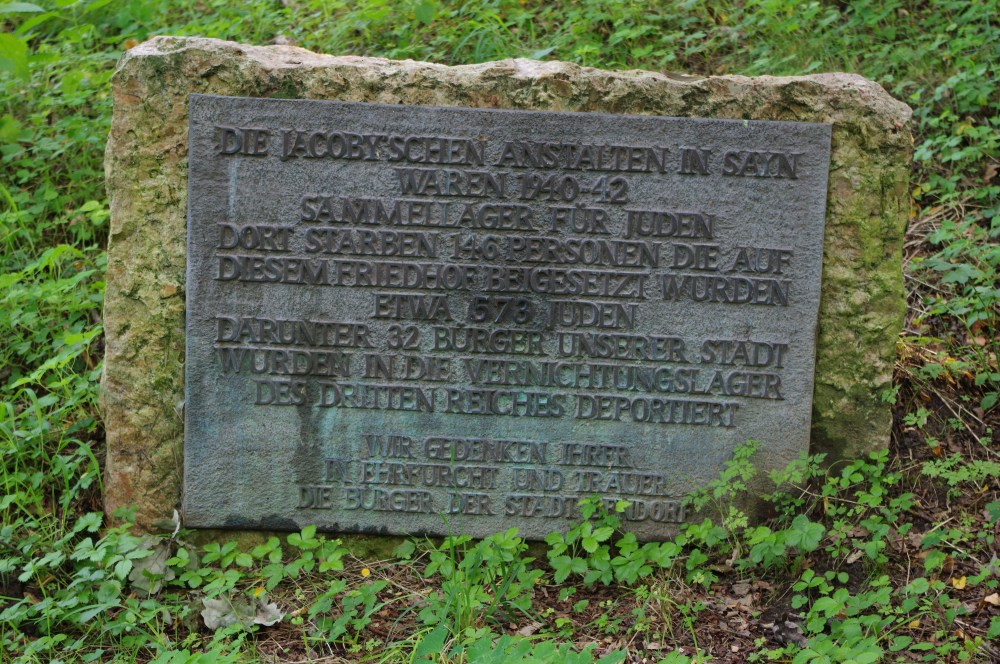 DIE JACOBY'SCHEN ANSTALTEN IN SAYN
WAREN 1940-42
SAMMELLAGER FÜR JUDEN
DORT STARBEN 146 PERSONEN DIE AUF
DIESEM FRIEDHOF BEIGESETZT WURDEN
ETWA 573 JUDEN
DARUNTER 32 BÜRGER UNSERER STADT
WURDEN IN DIE VERNICHTUNGSLAGER
DES DRITTEN REICHES DEPORTIERT
WIR GEDENKEN IHRER
IN EHRFURCHT UND TRAUER
DIE BÜRGER DER STADT BENDORF